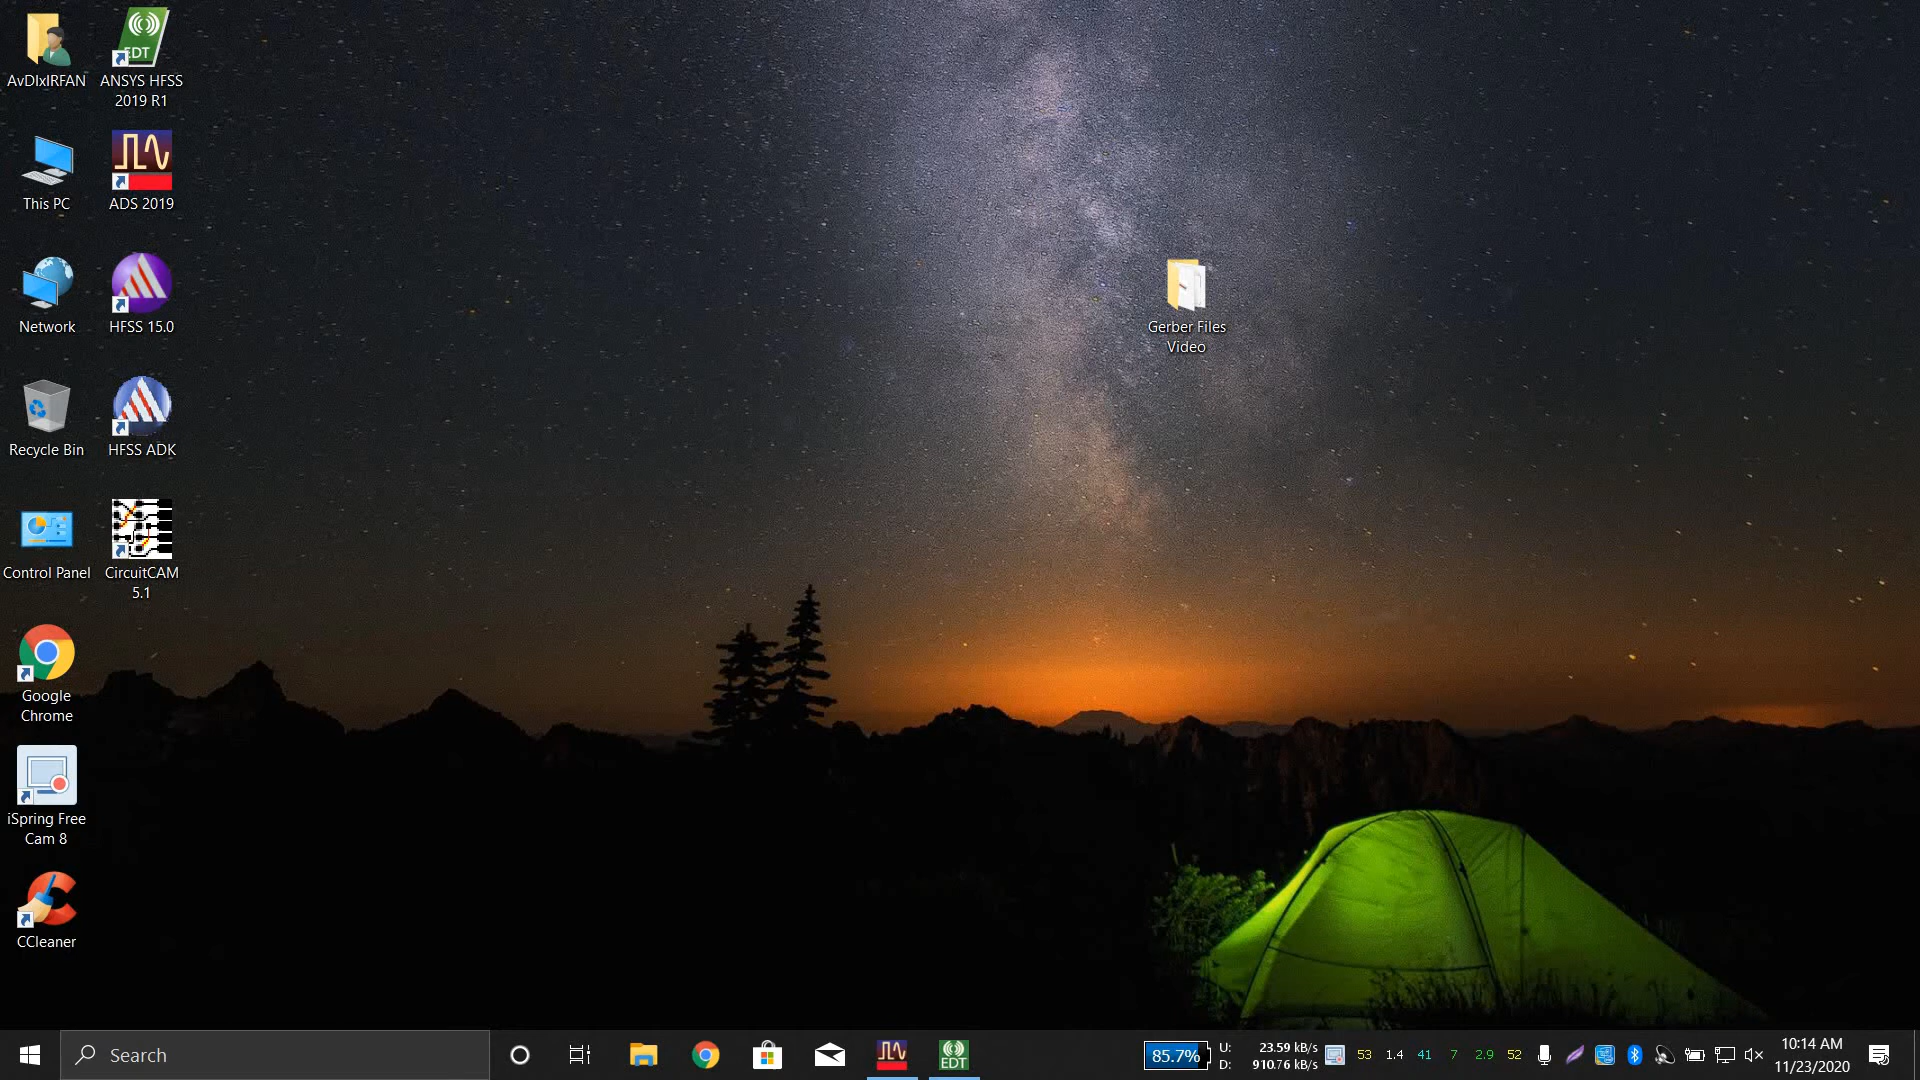 AvDIxIRFAN
EDT
ANSYS HFSS
2019 R1
This PC
ADS 2019
Network
HFSS 15.0
Gerber Files
Video
Recycle Bin
HFSS ADK
Control Panel
CircuitCAM
5.1
Google
Chrome
iSpring Free
Cam 8
CCleaner
Search
EDT
85.7%
U: 23.59 kB/s
D: 910.76 kB/s
53 1.4 41 7 2.9 52
10:14 AM
11/23/2020